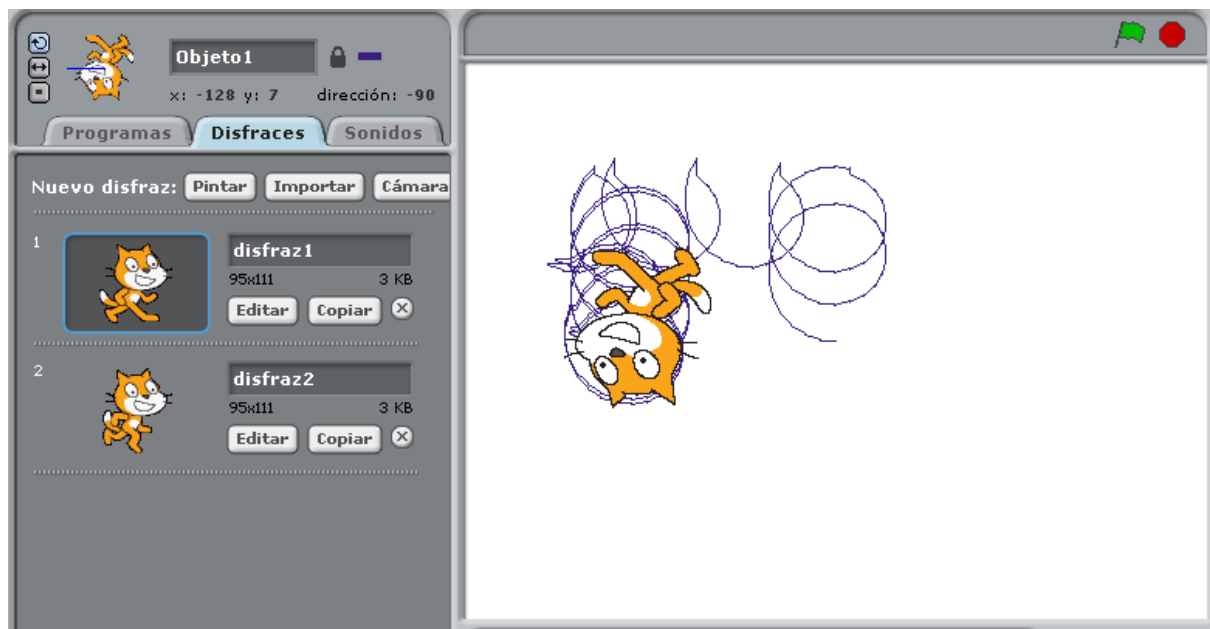 Objeto1
x: -128 y: 7 dirección: -90
Programas Disfraces Sonidos
Nuevo disfraz: Pintar Importar Cámara
1 disfraz1
95x111 3 KB
Editar Copiar
2 disfraz2
95x111 3 KB
Editar Copiar